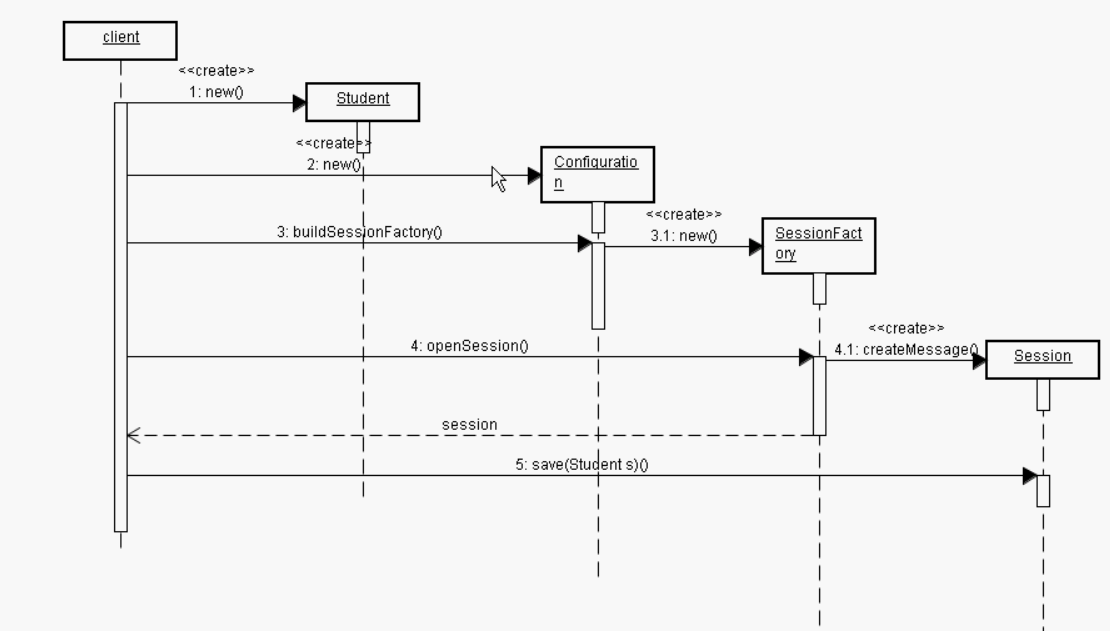 client
<<create>>
1: new()
Student
<<create>>
2: new()
Configuratio
n
<<create>>
3: buildSessionFactory()
3.1: new()
SessionFact
ory
<<create>>
4: openSession()
4.1: createMessage()
Session
session
5: save(Student s)()